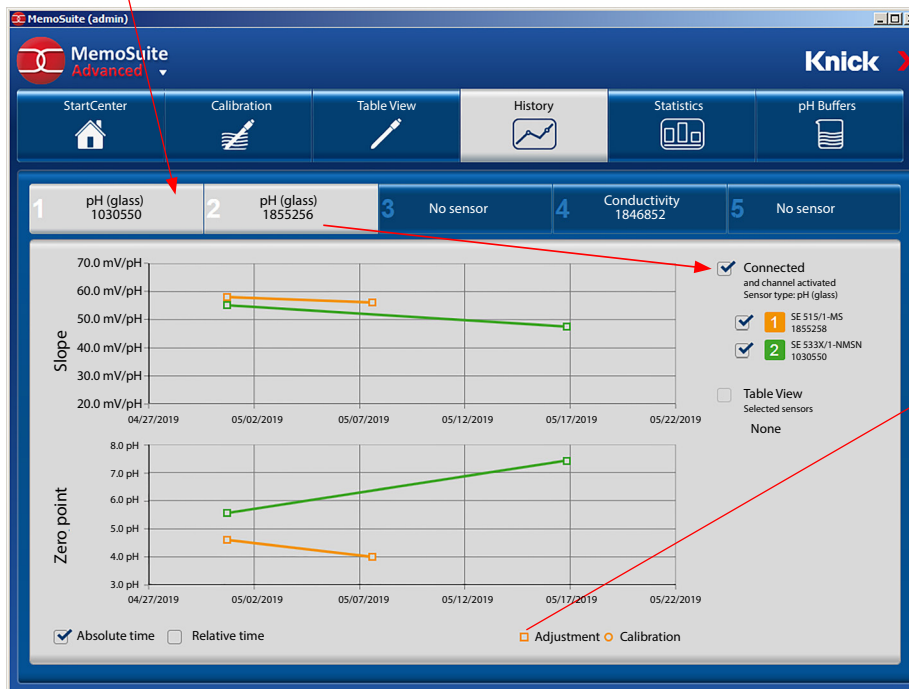 MemoSuite (admin)
MemoSuite
Advanced
Knick
StartCenter
Calibration
Table View
History
Statistics
pH Buffers
1
pH (glass)
1030550
2
pH (glass)
1855256
3
No sensor
4
Conductivity
1846852
5
No sensor
Slope
70.0 mV/pH
60.0 mV/pH
50.0 mV/pH
40.0 mV/pH
30.0 mV/pH
20.0 mV/pH
04/27/2019 05/02/2019 05/07/2019 05/12/2019 05/17/2019 05/22/2019
Connected
and channel activated
Sensor type: pH (glass)
1
SE 515/1-MS
1855258
2
SE 533X/1-NMSN
1030550
Table View
Selected sensors
None
Zero point
8.0 pH
7.0 pH
6.0 pH
5.0 pH
4.0 pH
3.0 pH
04/27/2019 05/02/2019 05/07/2019 05/12/2019 05/17/2019 05/22/2019
Absolute time
Relative time
Adjustment
Calibration